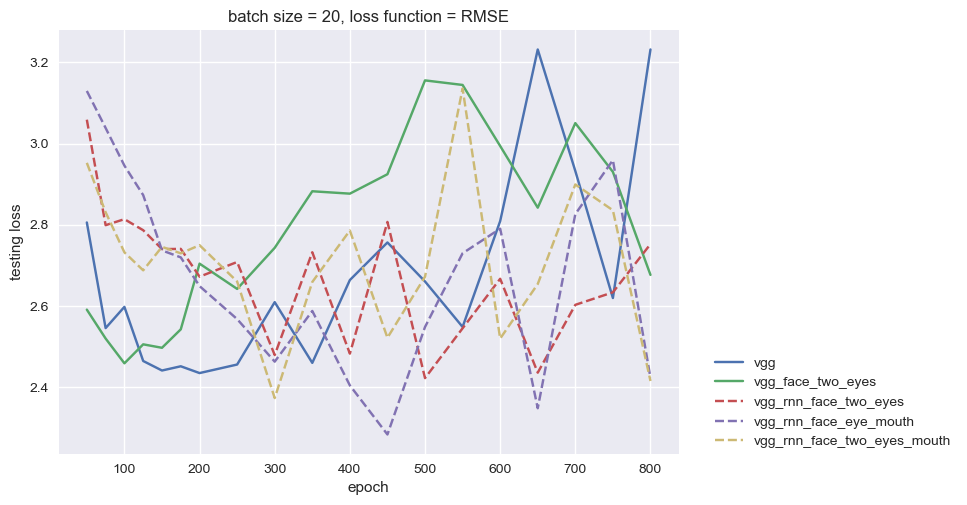 batch size = 20, loss function = RMSE
testing loss
3.2
3.0
2.8
2.6
2.4
100 200 300 400 500 600 700 800
epoch
vgg
vgg_face_two_eyes
vgg_rnn_face_two_eyes
vgg_rnn_face_eye_mouth
vgg_rnn_face_two_eyes_mouth